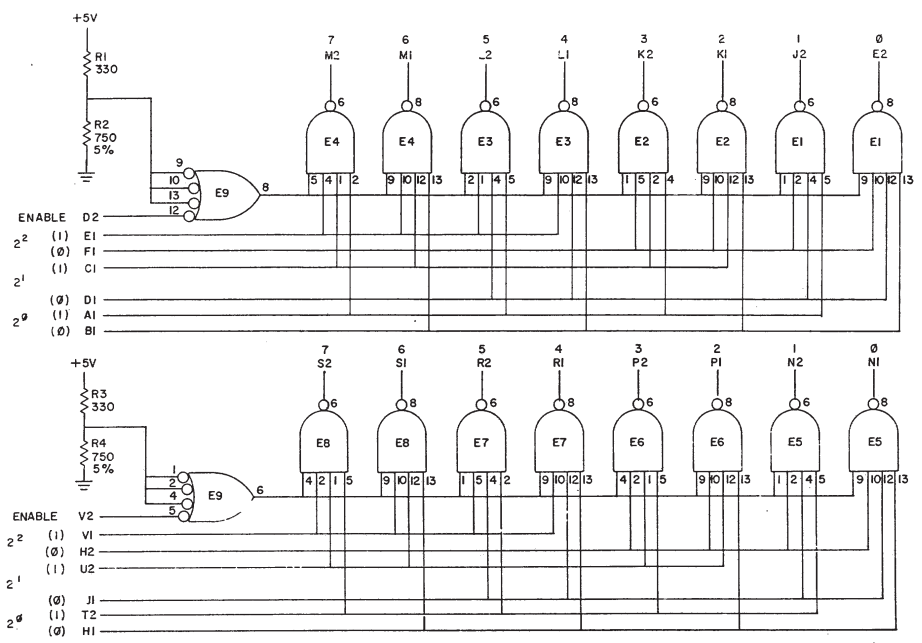 +5V
R1
330
R2
750
5%
7 6 5 4 3 2 1 Ø
M2 M1 L2 L1 K2 K1 J2 E2
6 8 6 8 6 8 6 8
E4 E4 E3 E3 E2 E2 E1 E1
5 4 1 2 9 10 12 13 2 1 4 5 9 10 12 13 1 5 2 4 9 10 12 13 1 2 4 5 9 10 12 13
9
10
13
12
E9
8
ENABLE D2
2² (1) E1
(Ø) F1
2¹ (1) C1
(Ø) D1
2Ø (1) A1
(Ø) B1
+5V
R3
330
R4
750
5%
7 6 5 4 3 2 1 Ø
S2 S1 R2 R1 P2 P1 N2 N1
6 8 6 8 6 8 6 8
E8 E8 E7 E7 E6 E6 E5 E5
4 2 1 5 9 10 12 13 1 5 4 2 9 10 12 13 4 2 1 5 9 10 12 13 1 2 4 5 9 10 12 13
1
2
4
5
E9
6
ENABLE V2
2² (1) V1
(Ø) H2
2¹ (1) U2
(Ø) J1
2Ø (1) T2
(Ø) H1